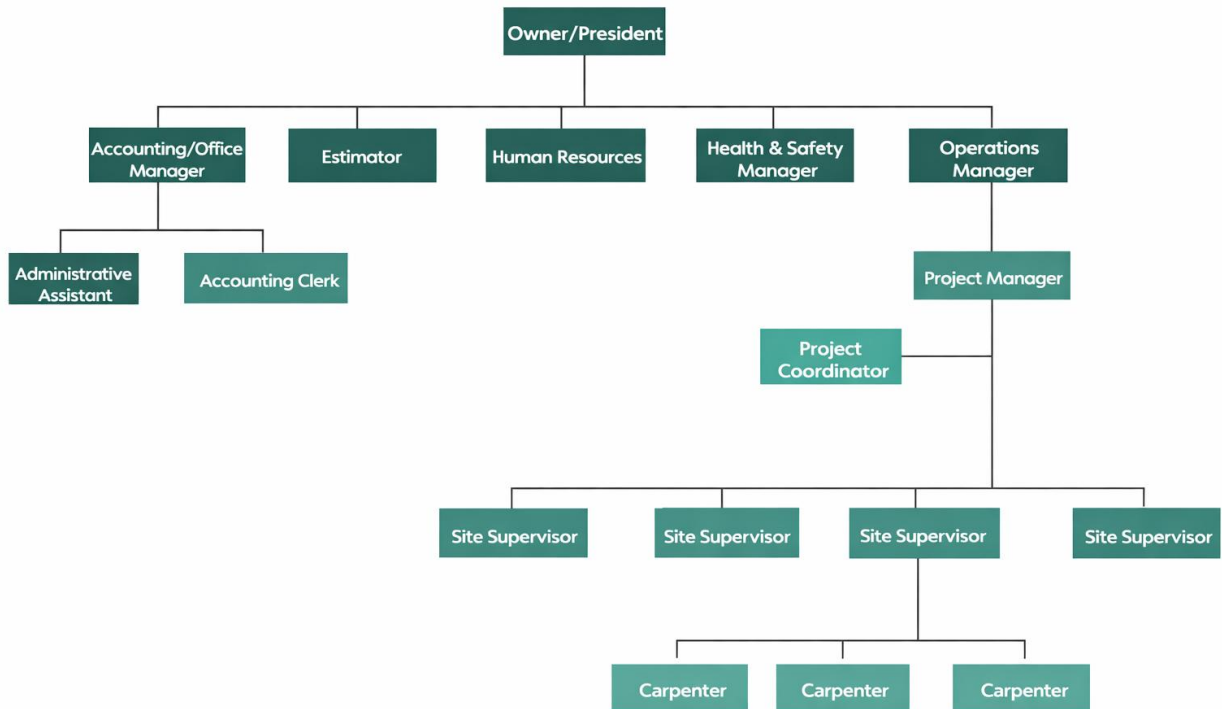 Owner/President
Accounting/Office
Manager
Estimator
Human Resources
Health & Safety
Manager
Operations
Manager
Administrative
Assistant
Accounting Clerk
Project Manager
Project
Coordinator
Site Supervisor
Site Supervisor
Site Supervisor
Site Supervisor
Carpenter
Carpenter
Carpenter